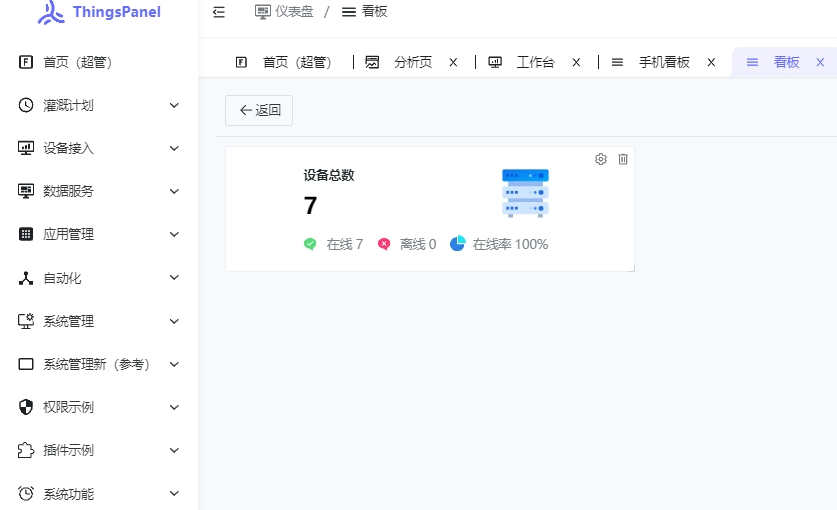 ThingsPanel
仪表盘 / 看板
首页（超管） 分析页 工作台 手机看板 看板
首页（超管）
灌溉计划
设备接入
数据服务
应用管理
自动化
系统管理
系统管理新（参考）
权限示例
插件示例
系统功能
返回
设备总数
7
在线 7 离线 0 在线率 100%